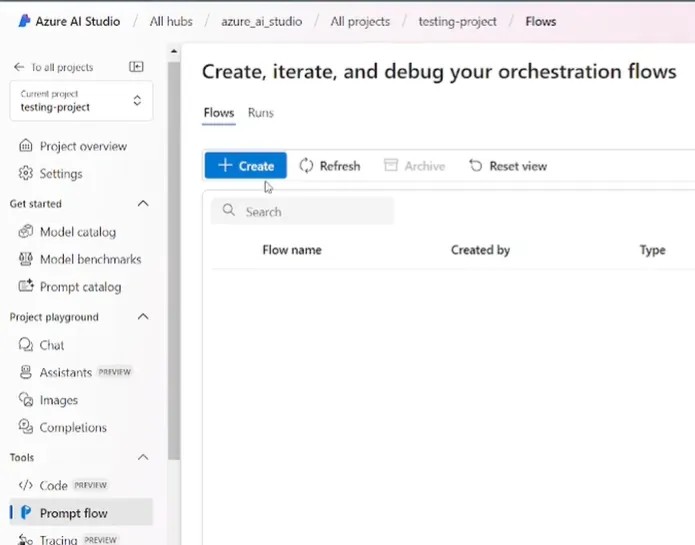 Azure AI Studio / All hubs / azure_ai_studio / All projects / testing-project / Flows
To all projects
Current project
testing-project
Project overview
Settings
Get started
Model catalog
Model benchmarks
Prompt catalog
Project playground
Chat
Assistants PREVIEW
Images
Completions
Tools
Code PREVIEW
Prompt flow
Tracing PREVIEW
Create, iterate, and debug your orchestration flows
Flows Runs
Create Refresh Archive Reset view
Search
Flow name Created by Type